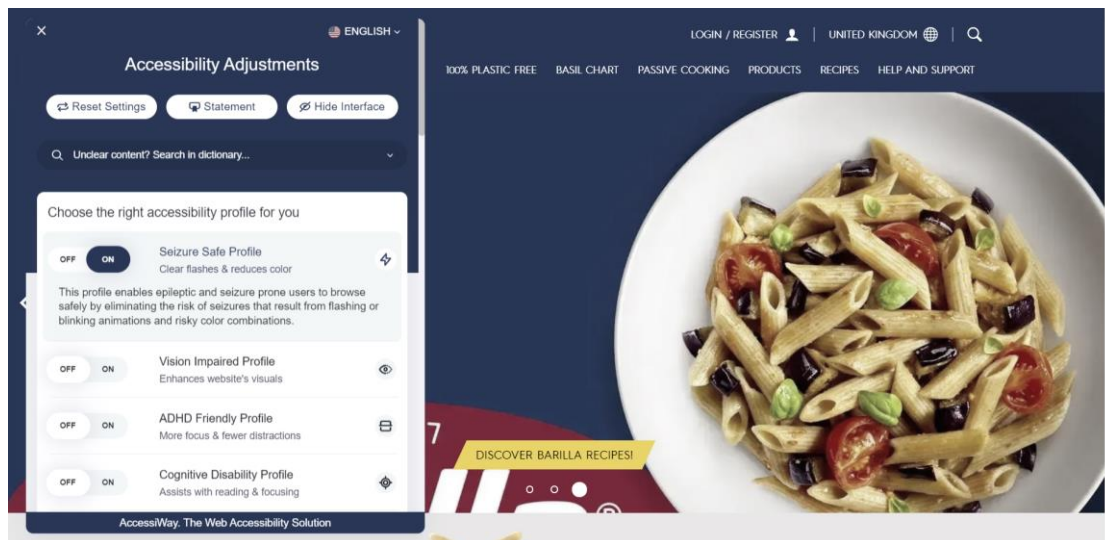 ENGLISH
Accessibility Adjustments
Reset Settings
Statement
Hide Interface
Unclear content? Search in dictionary...
Choose the right accessibility profile for you
OFF ON
Seizure Safe Profile
Clear flashes & reduces color
This profile enables epileptic and seizure prone users to browse
safely by eliminating the risk of seizures that result from flashing or
blinking animations and risky color combinations.
OFF ON
Vision Impaired Profile
Enhances website's visuals
OFF ON
ADHD Friendly Profile
More focus & fewer distractions
OFF ON
Cognitive Disability Profile
Assists with reading & focusing
AccessiWay. The Web Accessibility Solution
LOGIN / REGISTER | UNITED KINGDOM |
100% PLASTIC FREE BASIL CHART PASSIVE COOKING PRODUCTS RECIPES HELP AND SUPPORT
7
DISCOVER BARILLA RECIPES!
®